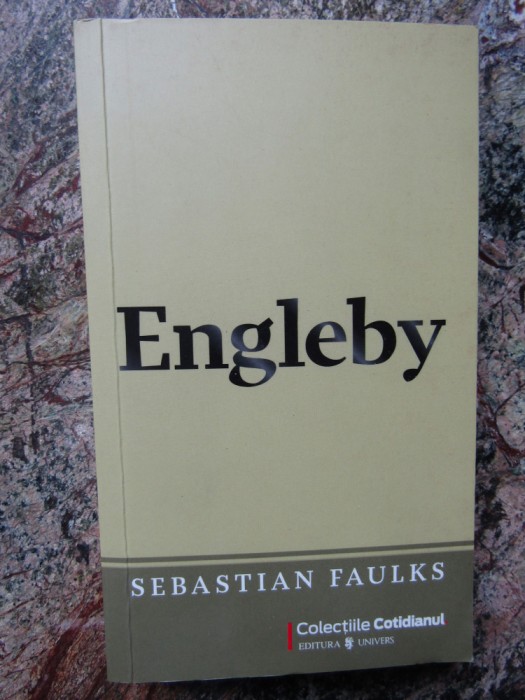 Engleby
SEBASTIAN FAULKS
Colecțiile Cotidianul
EDITURA UNIVERS